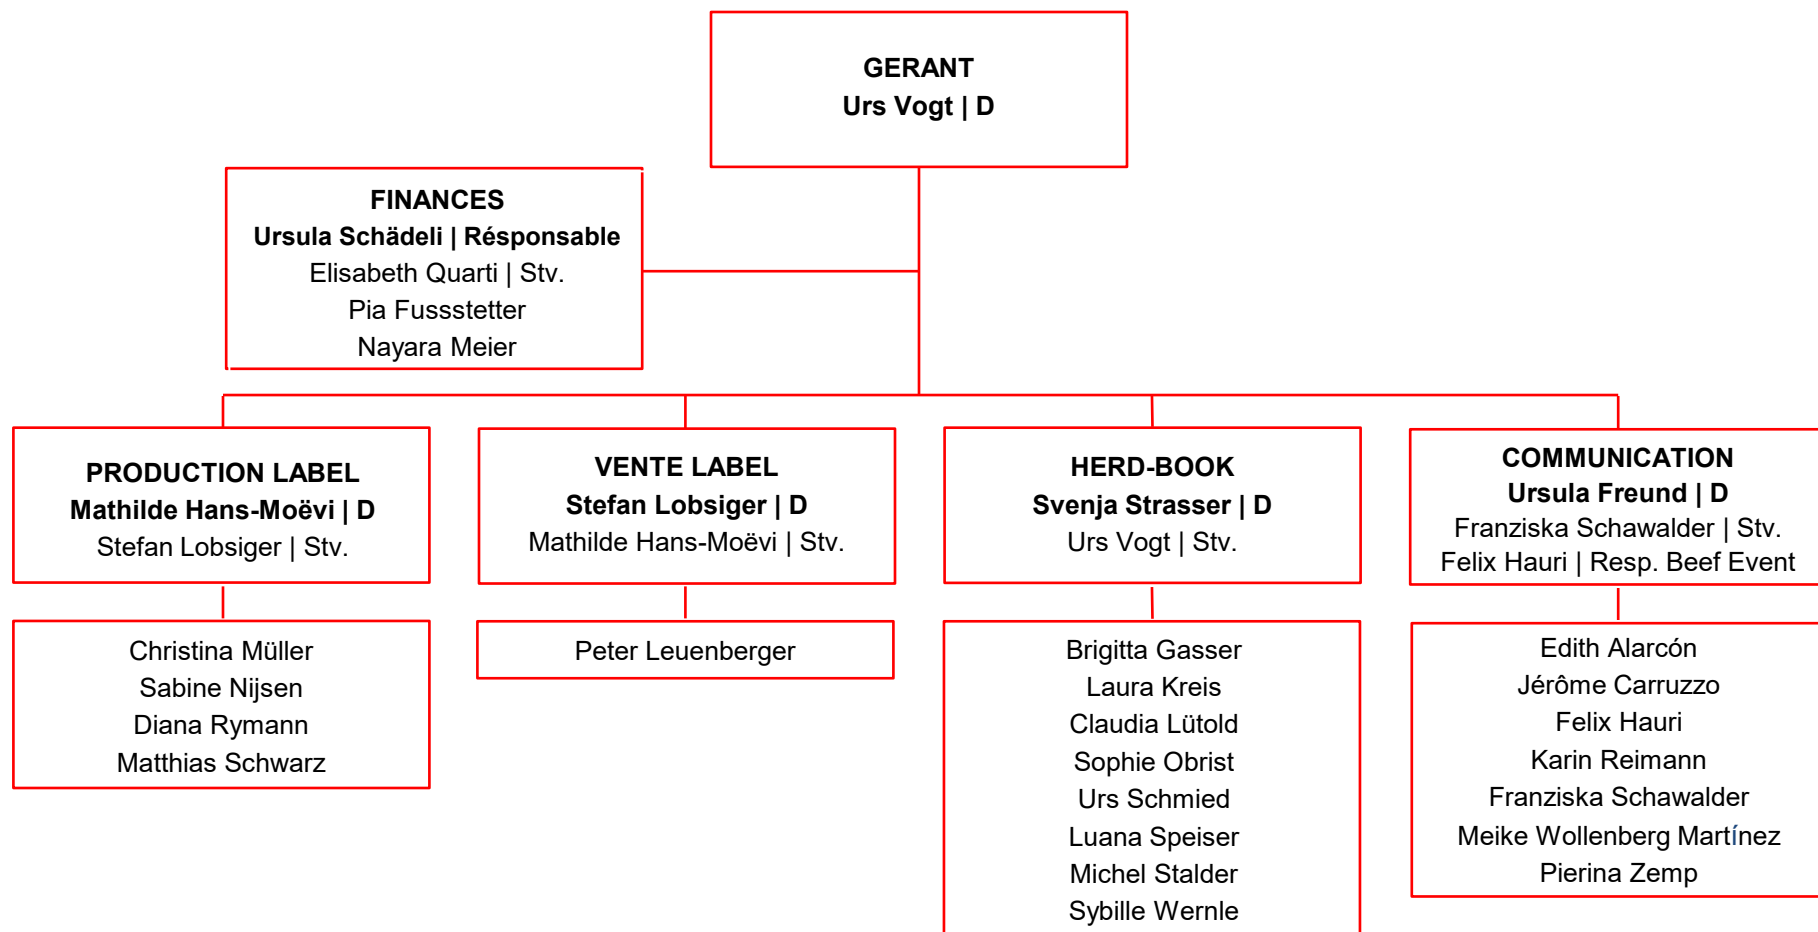 GERANT
Urs Vogt | D
FINANCES
Ursula Schädeli | Résponsable
Elisabeth Quarti | Stv.
Pia Fussstetter
Nayara Meier
PRODUCTION LABEL
Mathilde Hans-Moëvi | D
Stefan Lobsiger | Stv.
VENTE LABEL
Stefan Lobsiger | D
Mathilde Hans-Moëvi | Stv.
HERD-BOOK
Svenja Strasser | D
Urs Vogt | Stv.
COMMUNICATION
Ursula Freund | D
Franziska Schawalder | Stv.
Felix Hauri | Resp. Beef Event
Christina Müller
Sabine Nijsen
Diana Rymann
Matthias Schwarz
Peter Leuenberger
Brigitta Gasser
Laura Kreis
Claudia Lütold
Sophie Obrist
Urs Schmied
Luana Speiser
Michel Stalder
Sybille Wernle
Edith Alarcón
Jérôme Carruzzo
Felix Hauri
Karin Reimann
Franziska Schawalder
Meike Wollenberg Martínez
Pierina Zemp